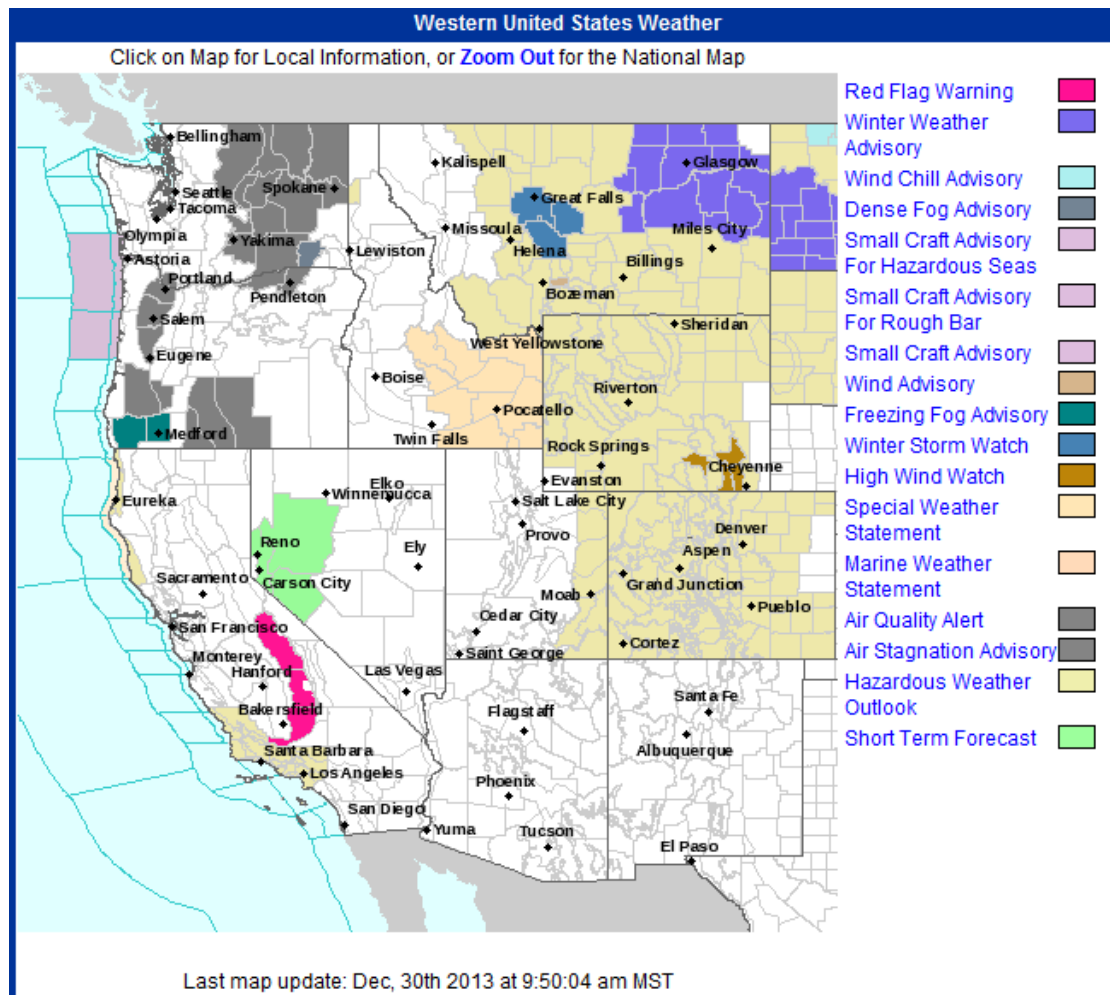 Western United States Weather
Click on Map for Local Information, or Zoom Out for the National Map
Bellingham
Seattle
Tacoma
Olympia
Spokane
Yakima
Astoria
Portland
Pendleton
Lewiston
Salem
Eugene
Medford
Kalispell
Missoula
Great Falls
Helena
Glasgow
Miles City
Billings
Bozeman
West Yellowstone
Sheridan
Boise
Pocatello
Twin Falls
Riverton
Rock Springs
Cheyenne
Evanston
Eureka
Elko
Winnemucca
Reno
Carson City
Ely
Salt Lake City
Provo
Denver
Aspen
Grand Junction
Moab
Pueblo
Cortez
Sacramento
San Francisco
Monterey
Hanford
Bakersfield
Santa Barbara
Los Angeles
San Diego
Cedar City
Saint George
Las Vegas
Flagstaff
Phoenix
Yuma
Tucson
Santa Fe
Albuquerque
El Paso
Red Flag Warning
Winter Weather
Advisory
Wind Chill Advisory
Dense Fog Advisory
Small Craft Advisory
For Hazardous Seas
Small Craft Advisory
For Rough Bar
Small Craft Advisory
Wind Advisory
Freezing Fog Advisory
Winter Storm Watch
High Wind Watch
Special Weather
Statement
Marine Weather
Statement
Air Quality Alert
Air Stagnation Advisory
Hazardous Weather
Outlook
Short Term Forecast
Last map update: Dec, 30th 2013 at 9:50:04 am MST